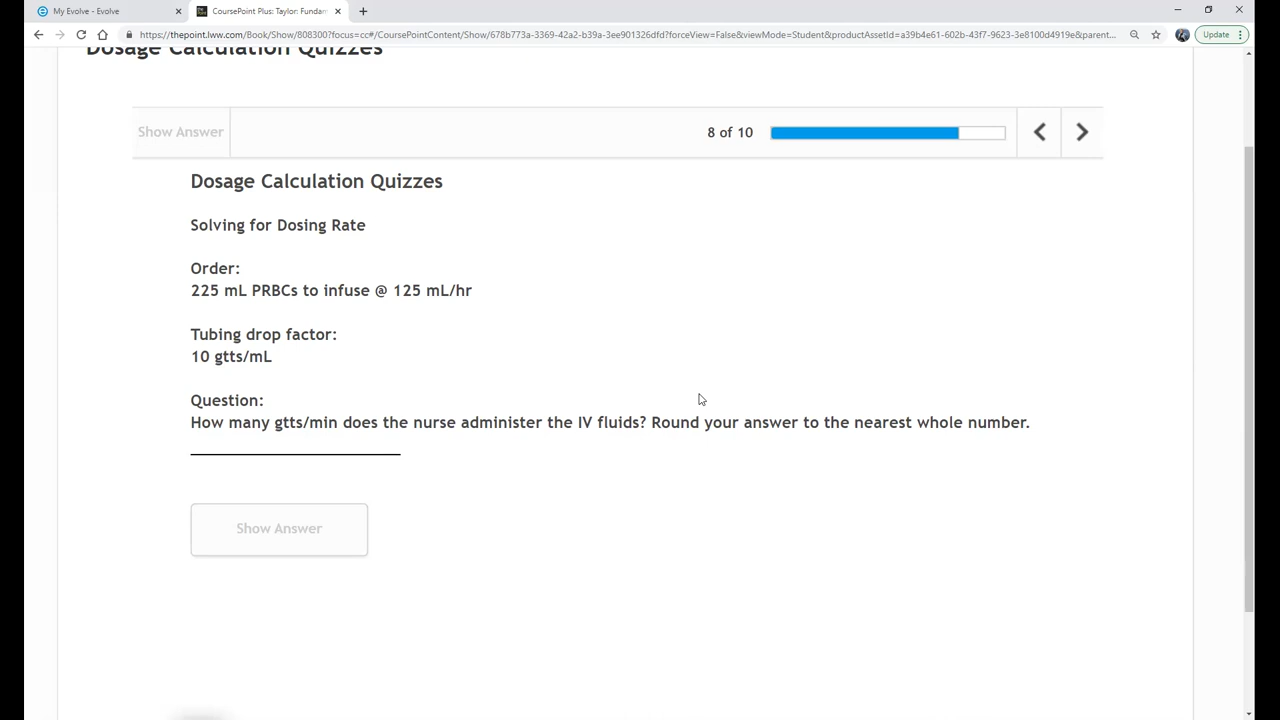 My Evolve - Evolve
CoursePoint Plus: Taylor: Fundam
https://thepoint.lww.com/Book/Show/808300?focus=cc#/CoursePointContent/Show/678b773a-3369-42a2-b39a-3ee901326dfd?forceView=False&viewMode=Student&productAssetId=a39b4e61-602b-43f7-9623-3e8100d4919e&parent...
Update
Dosage Calculation Quizzes
Show Answer
8 of 10
Dosage Calculation Quizzes
Solving for Dosing Rate
Order:
225 mL PRBCs to infuse @ 125 mL/hr
Tubing drop factor:
10 gtts/mL
Question:
How many gtts/min does the nurse administer the IV fluids? Round your answer to the nearest whole number.
Show Answer